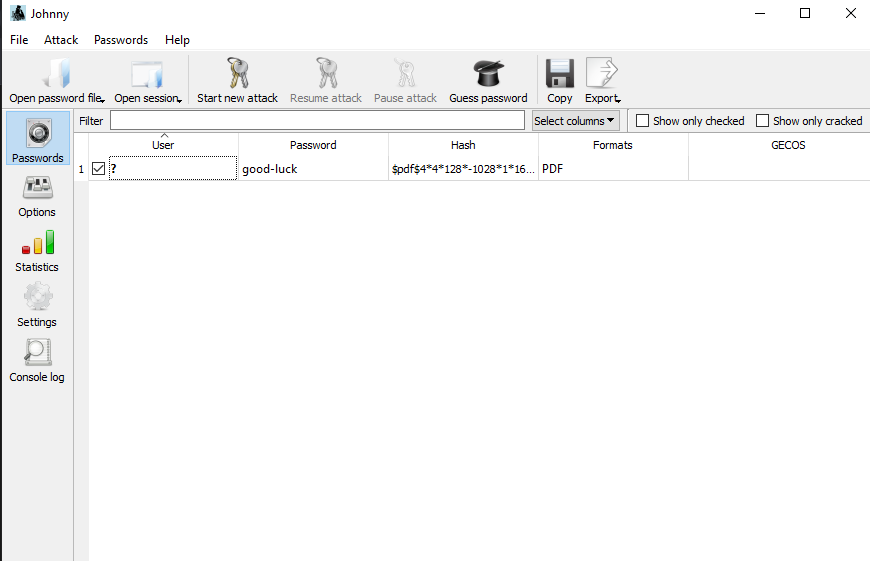 Johnny
File Attack Passwords Help
Open password file Open session Start new attack Resume attack Pause attack Guess password Copy Export
Passwords
Options
Statistics
Settings
Console log
Filter Select columns Show only checked Show only cracked
User Password Hash Formats GECOS
1 ? good-luck $pdf$4*4*128*-1028*1*16... PDF